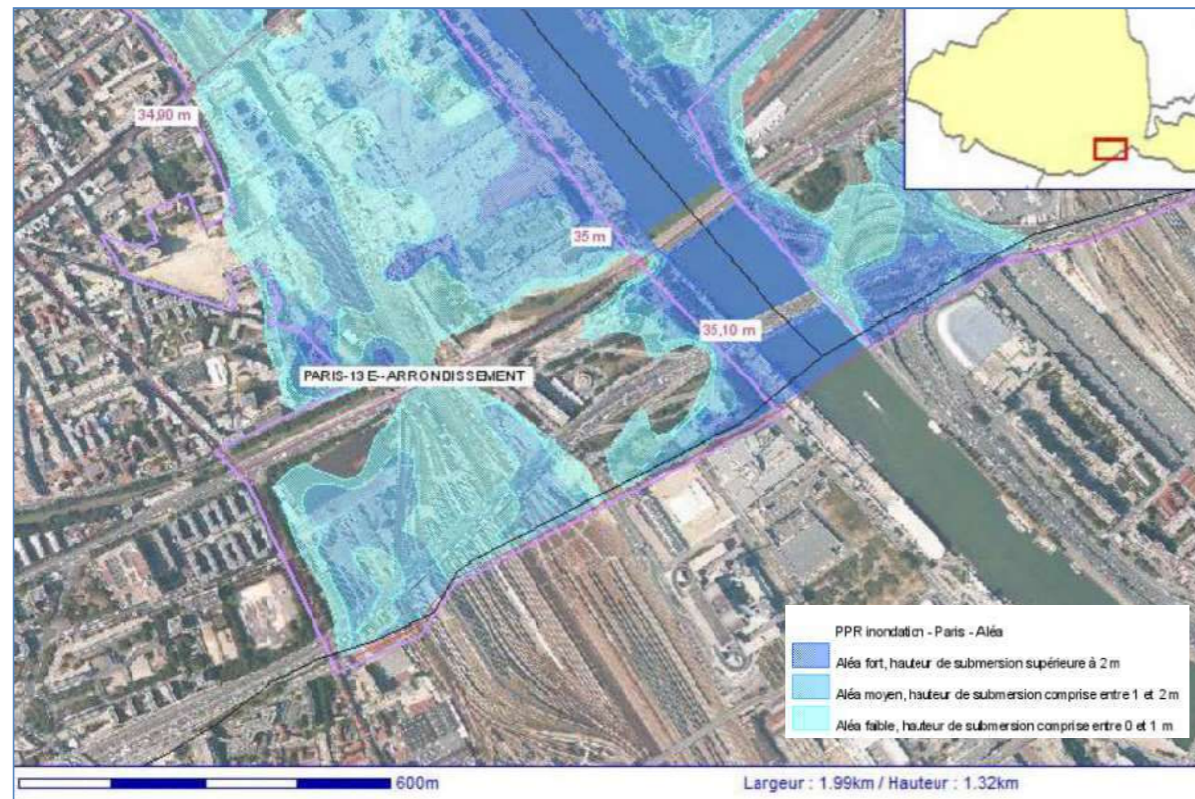 34,90 m
35 m
35,10 m
PARIS-13 E--ARRONDISSEMENT
PPR inondation - Paris - Aléa
Aléa fort, hauteur de submersion supérieure à 2 m
Aléa moyen, hauteur de submersion comprise entre 1 et 2 m
Aléa faible, hauteur de submersion comprise entre 0 et 1 m
600m
Largeur : 1.99km / Hauteur : 1.32km